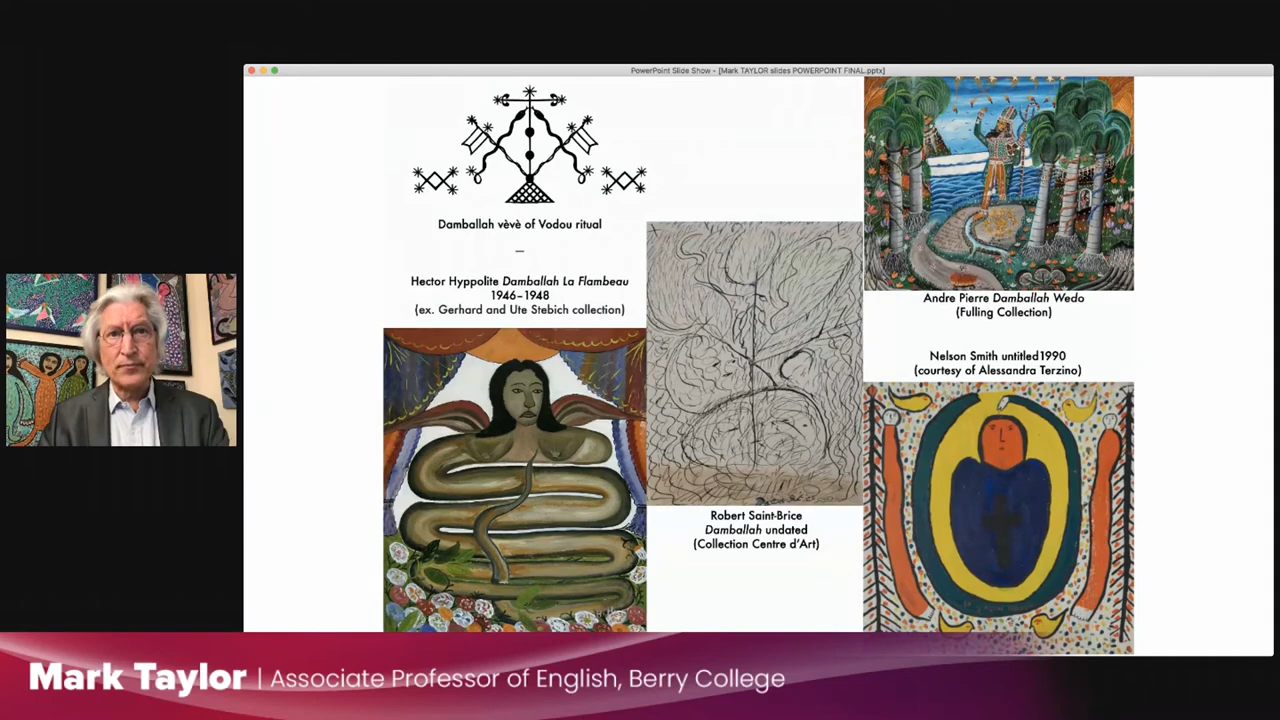 PowerPoint Slide Show - [Mark TAYLOR slides POWERPOINT FINAL.pptx]
Damballah vèvè of Vodou ritual
–
Hector Hyppolite Damballah La Flambeau
1946–1948
(ex. Gerhard and Ute Stebich collection)
Robert Saint-Brice
Damballah undated
(Collection Centre d'Art)
Andre Pierre Damballah Wedo
(Fulling Collection)
Nelson Smith untitled1990
(courtesy of Alessandra Terzino)
Mark Taylor | Associate Professor of English, Berry College